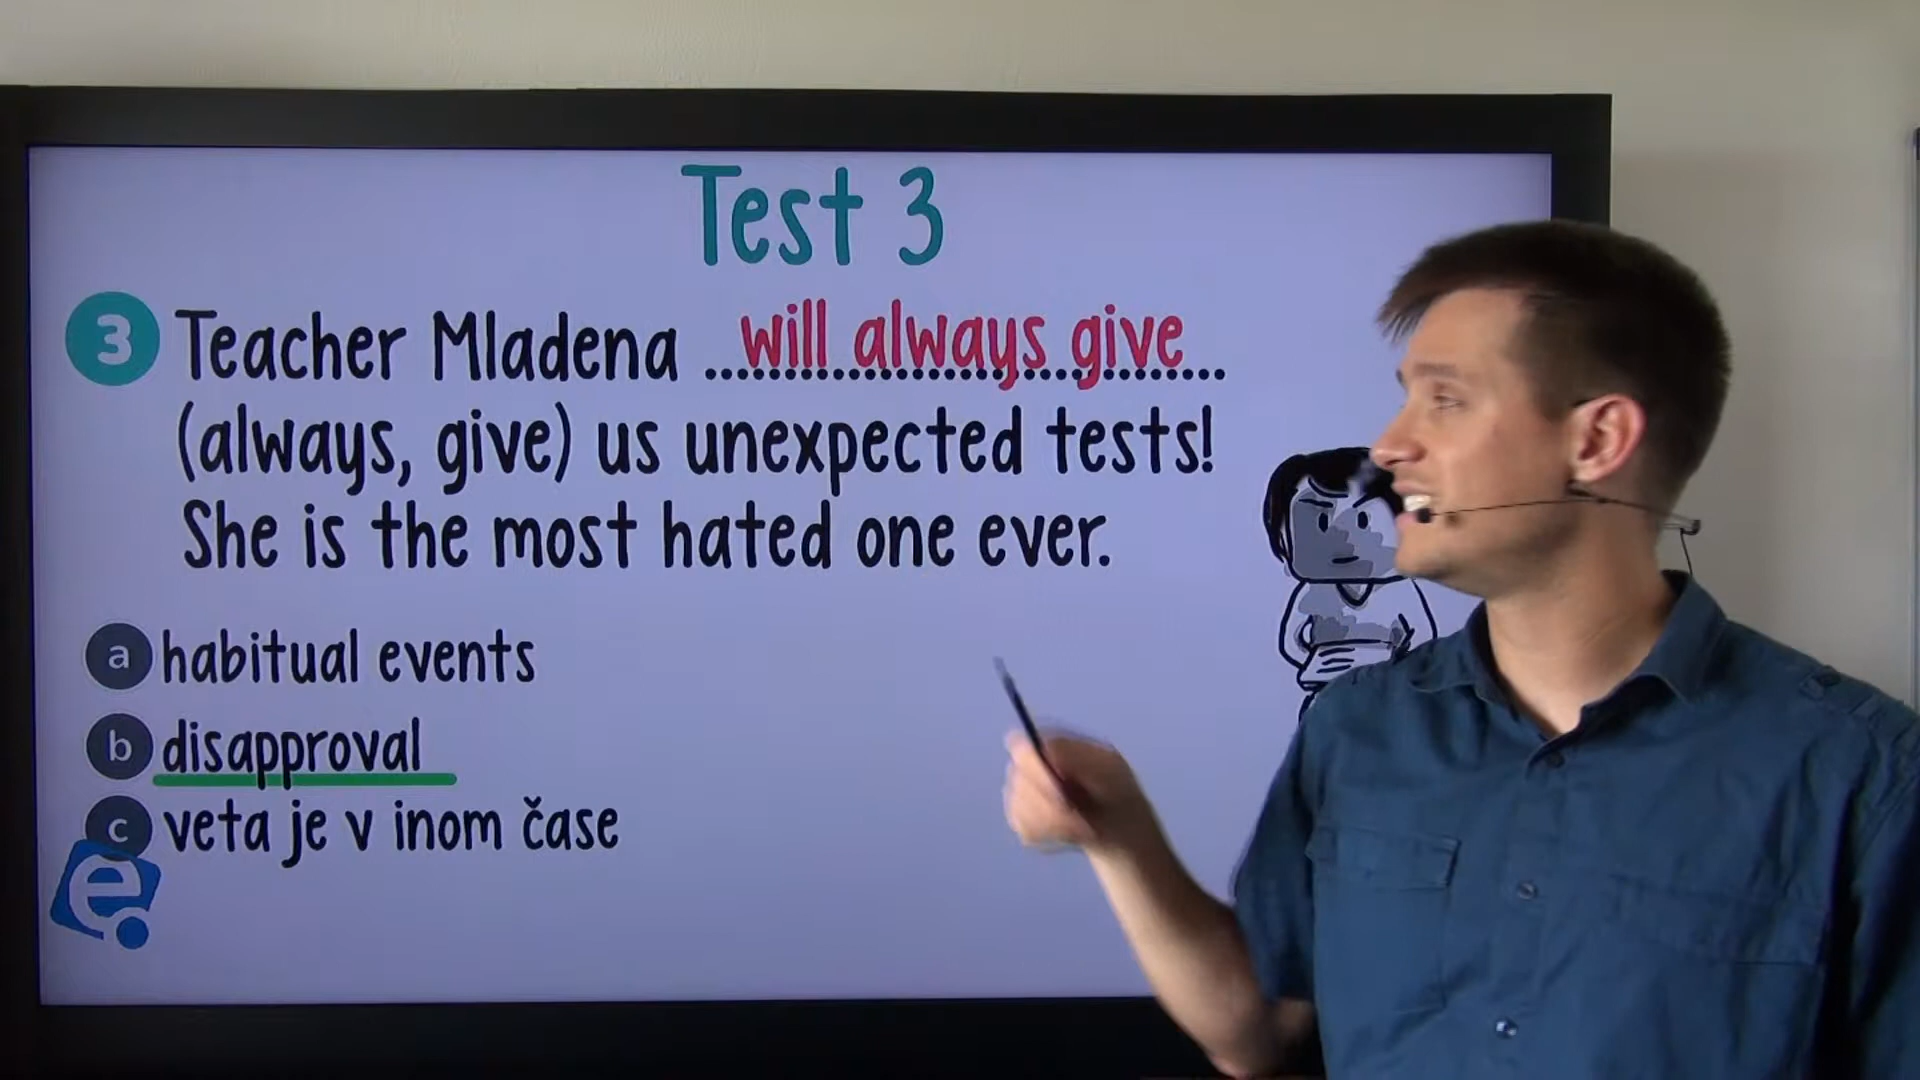 Test 3
3 Teacher Mladena ...will always give...
(always, give) us unexpected tests!
She is the most hated one ever.
a habitual events
b disapproval
c veta je v inom čase
e